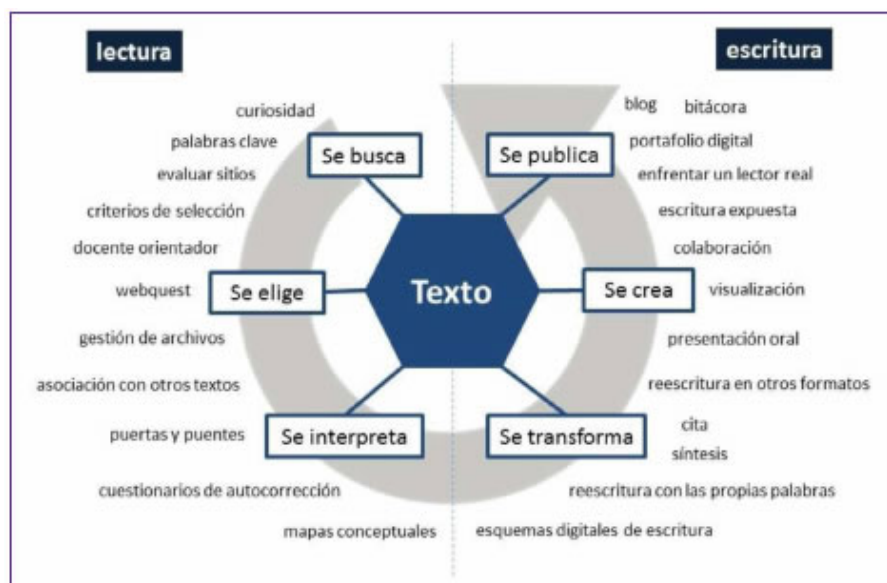 lectura
escritura
curiosidad
palabras clave
evaluar sitios
criterios de selección
docente orientador
webquest
gestión de archivos
asociación con otros textos
puertas y puentes
cuestionarios de autocorrección
mapas conceptuales
Se busca
Se elige
Se interpreta
Texto
Se publica
Se crea
Se transforma
blog bitácora
portafolio digital
enfrentar un lector real
escritura expuesta
colaboración
visualización
presentación oral
reescritura en otros formatos
cita
síntesis
reescritura con las propias palabras
esquemas digitales de escritura